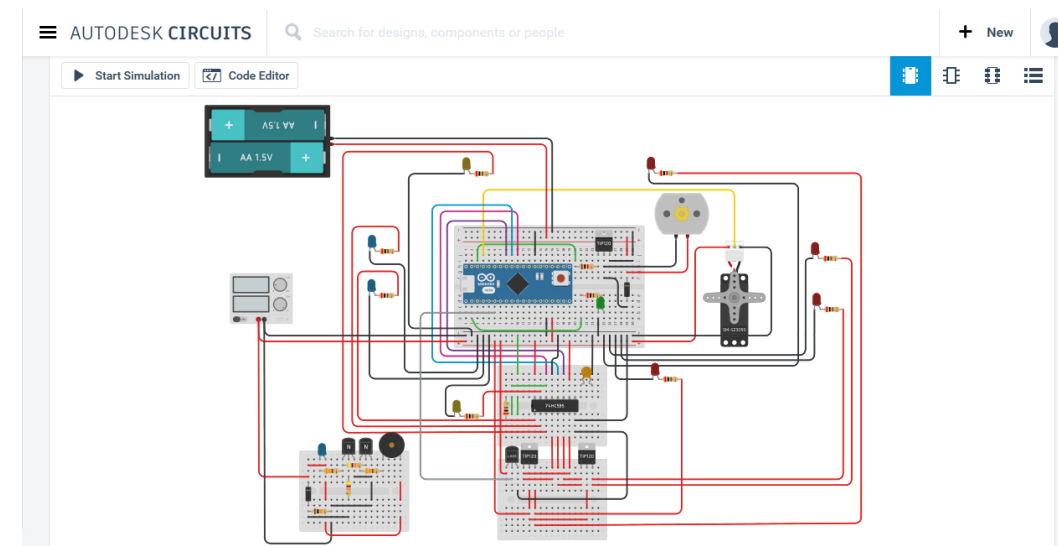 AUTODESK CIRCUITS
Search for designs, components or people
+ New
Start Simulation
Code Editor
AA 1.5V
+
AA 1.5V
+
TIP120
74HC595
TIP120
TIP120
N
N